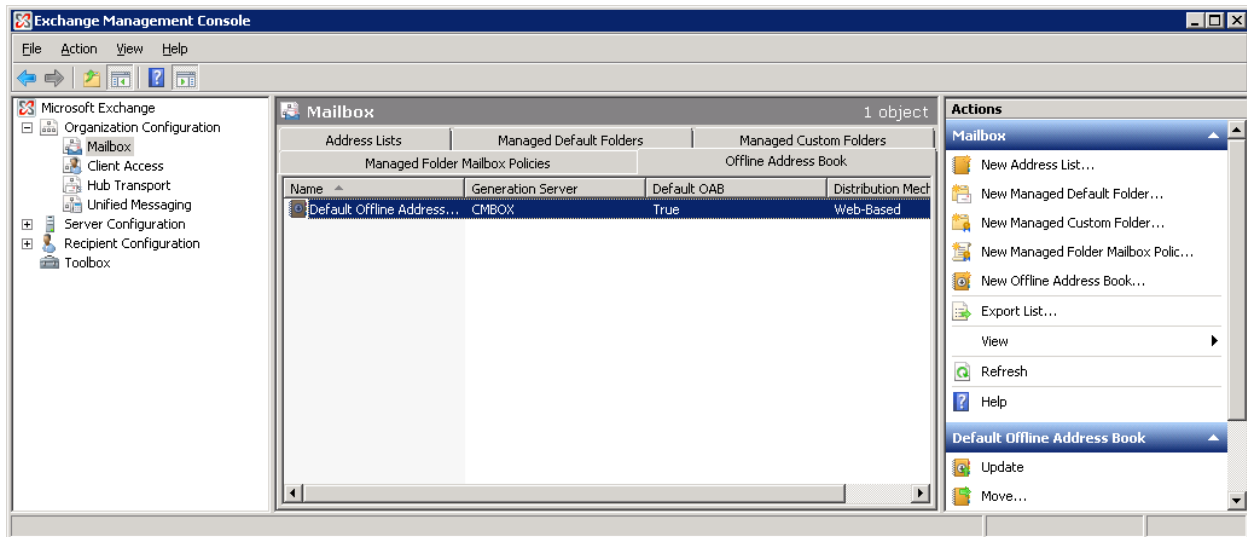 Exchange Management Console
File Action View Help
Microsoft Exchange
Organization Configuration
Mailbox
Client Access
Hub Transport
Unified Messaging
Server Configuration
Recipient Configuration
Toolbox
Mailbox 1 object
Address Lists Managed Default Folders Managed Custom Folders
Managed Folder Mailbox Policies Offline Address Book
Name Generation Server Default OAB Distribution Mech
Default Offline Address... CMBOX True Web-Based
Actions
Mailbox
New Address List...
New Managed Default Folder...
New Managed Custom Folder...
New Managed Folder Mailbox Polic...
New Offline Address Book...
Export List...
View
Refresh
Help
Default Offline Address Book
Update
Move...